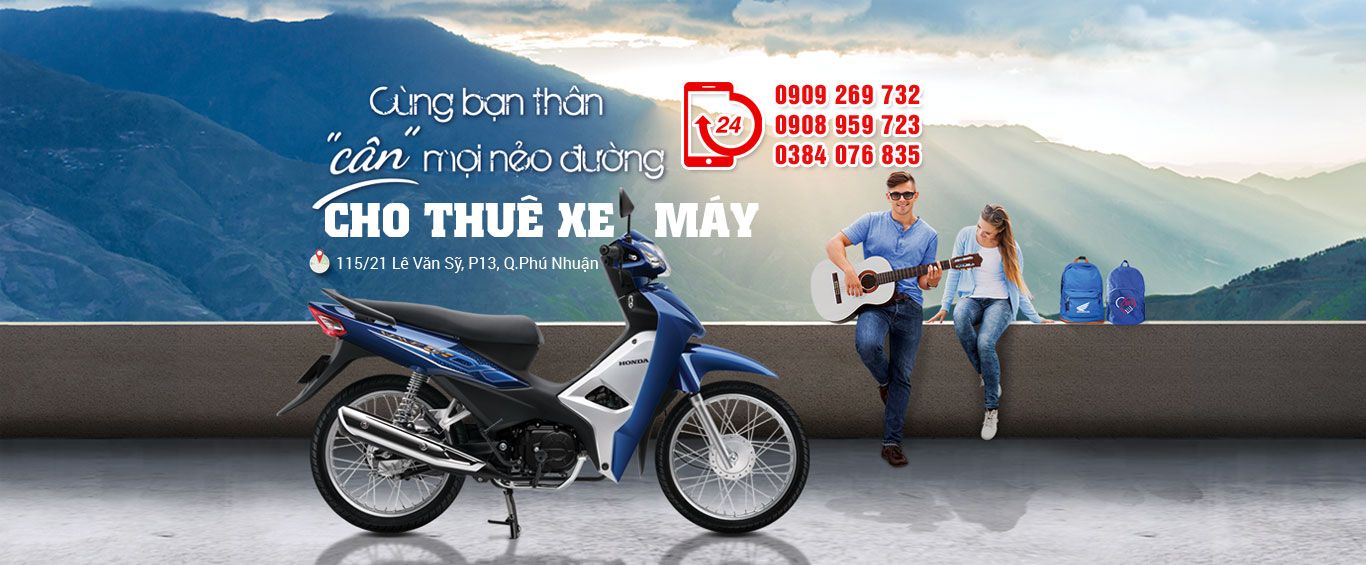 Cùng bạn thân
"cân" mọi nẻo đường
24
0909 269 732
0908 959 723
0384 076 835
CHO THUÊ XE MÁY
115/21 Lê Văn Sỹ, P13, Q.Phú Nhuận
HONDA